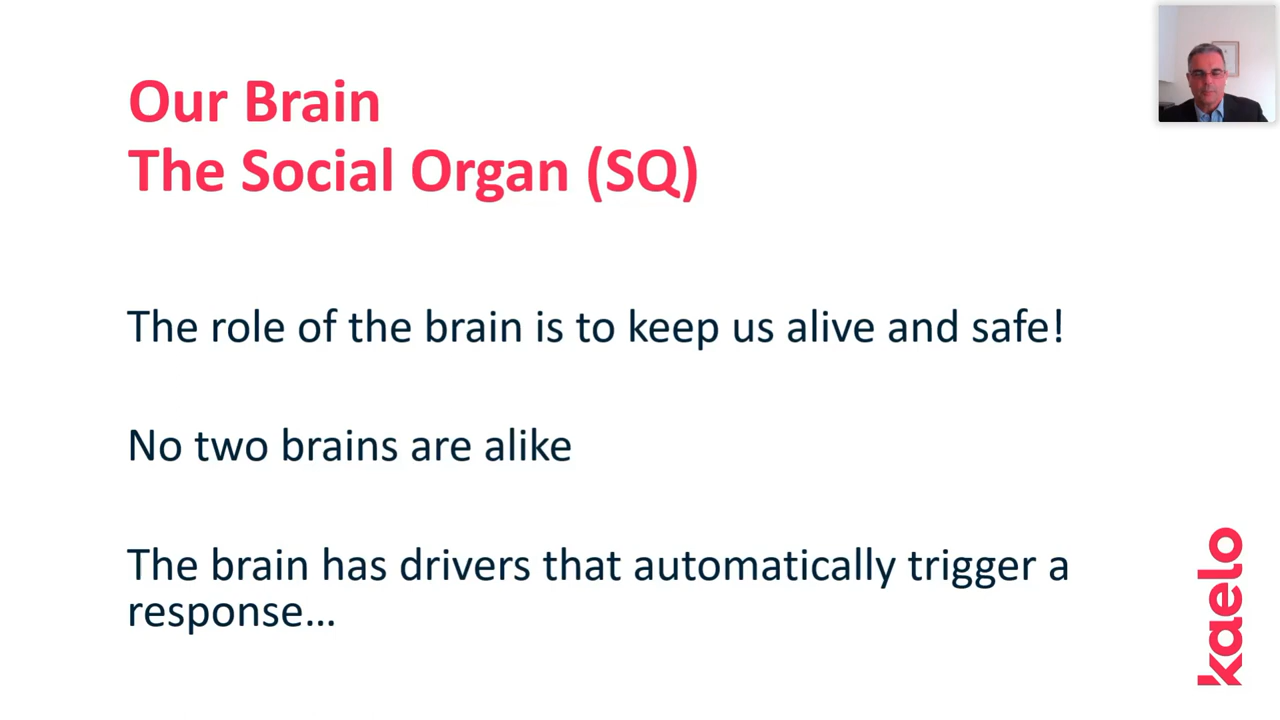 Our Brain
The Social Organ (SQ)
The role of the brain is to keep us alive and safe!
No two brains are alike
The brain has drivers that automatically trigger a
response...
kaelo